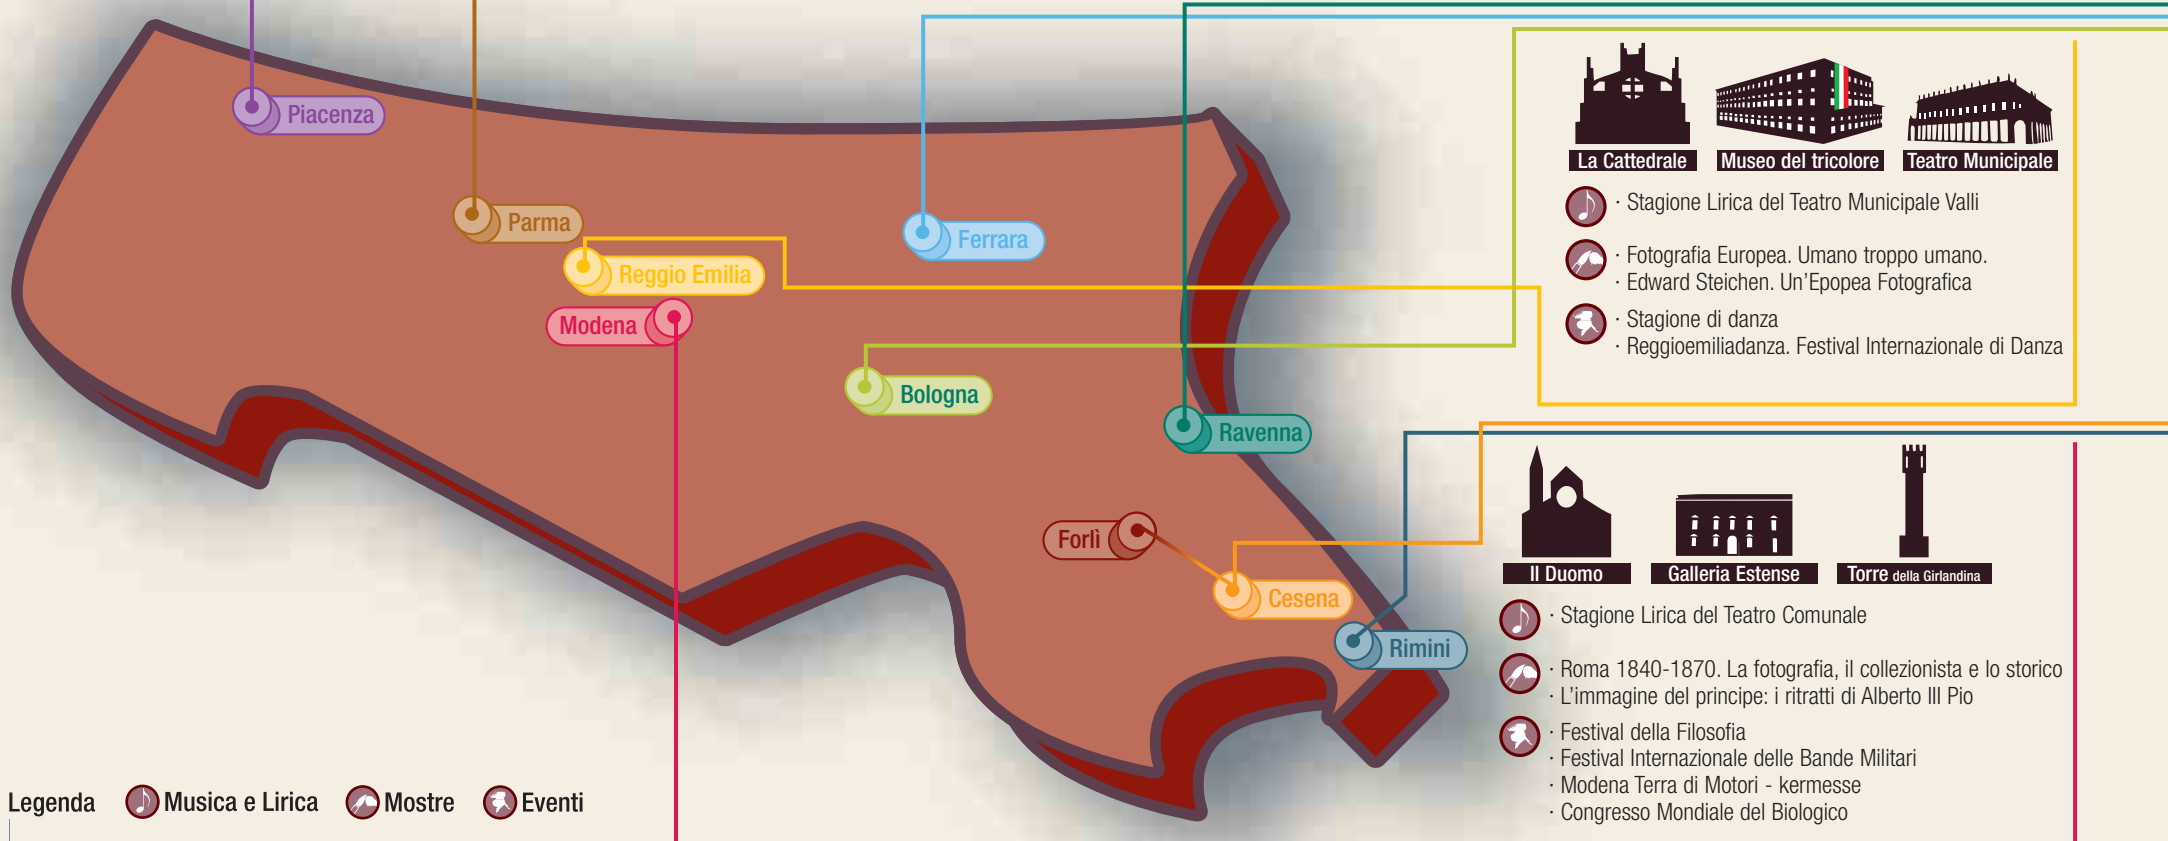 Piacenza
Parma
Ferrara
Reggio Emilia
Modena
Bologna
Ravenna
Forlì
Cesena
Rimini
La Cattedrale
Museo del tricolore
Teatro Municipale
· Stagione Lirica del Teatro Municipale Valli
· Fotografia Europea. Umano troppo umano.
· Edward Steichen. Un'Epopea Fotografica
· Stagione di danza
· Reggioemiliadanza. Festival Internazionale di Danza
Il Duomo
Galleria Estense
Torre della Girlandina
· Stagione Lirica del Teatro Comunale
· Roma 1840-1870. La fotografia, il collezionista e lo storico
· L'immagine del principe: i ritratti di Alberto III Pio
· Festival della Filosofia
· Festival Internazionale delle Bande Militari
· Modena Terra di Motori - kermesse
· Congresso Mondiale del Biologico
Legenda Musica e Lirica Mostre Eventi